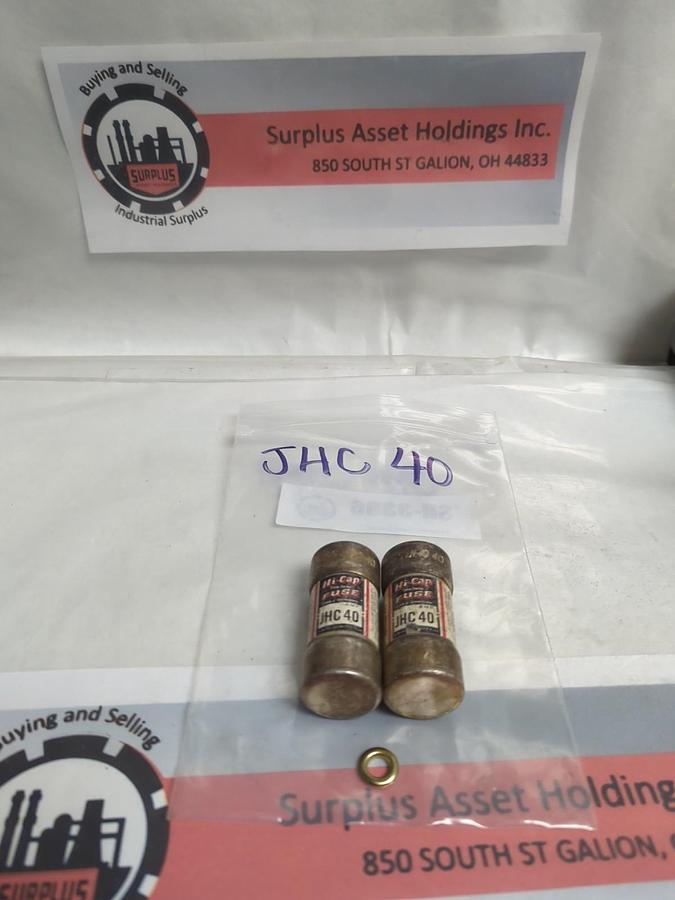 Buying and Selling
SURPLUS
Industrial Surplus
Surplus Asset Holdings Inc.
850 SOUTH ST GALION, OH 44833
JHC 40
Hi-Cap
FUSE
JHC 40
Hi-Cap
FUSE
JHC 40
Buying and Selling
SURPLUS
Surplus Asset Holding
850 SOUTH ST GALION,